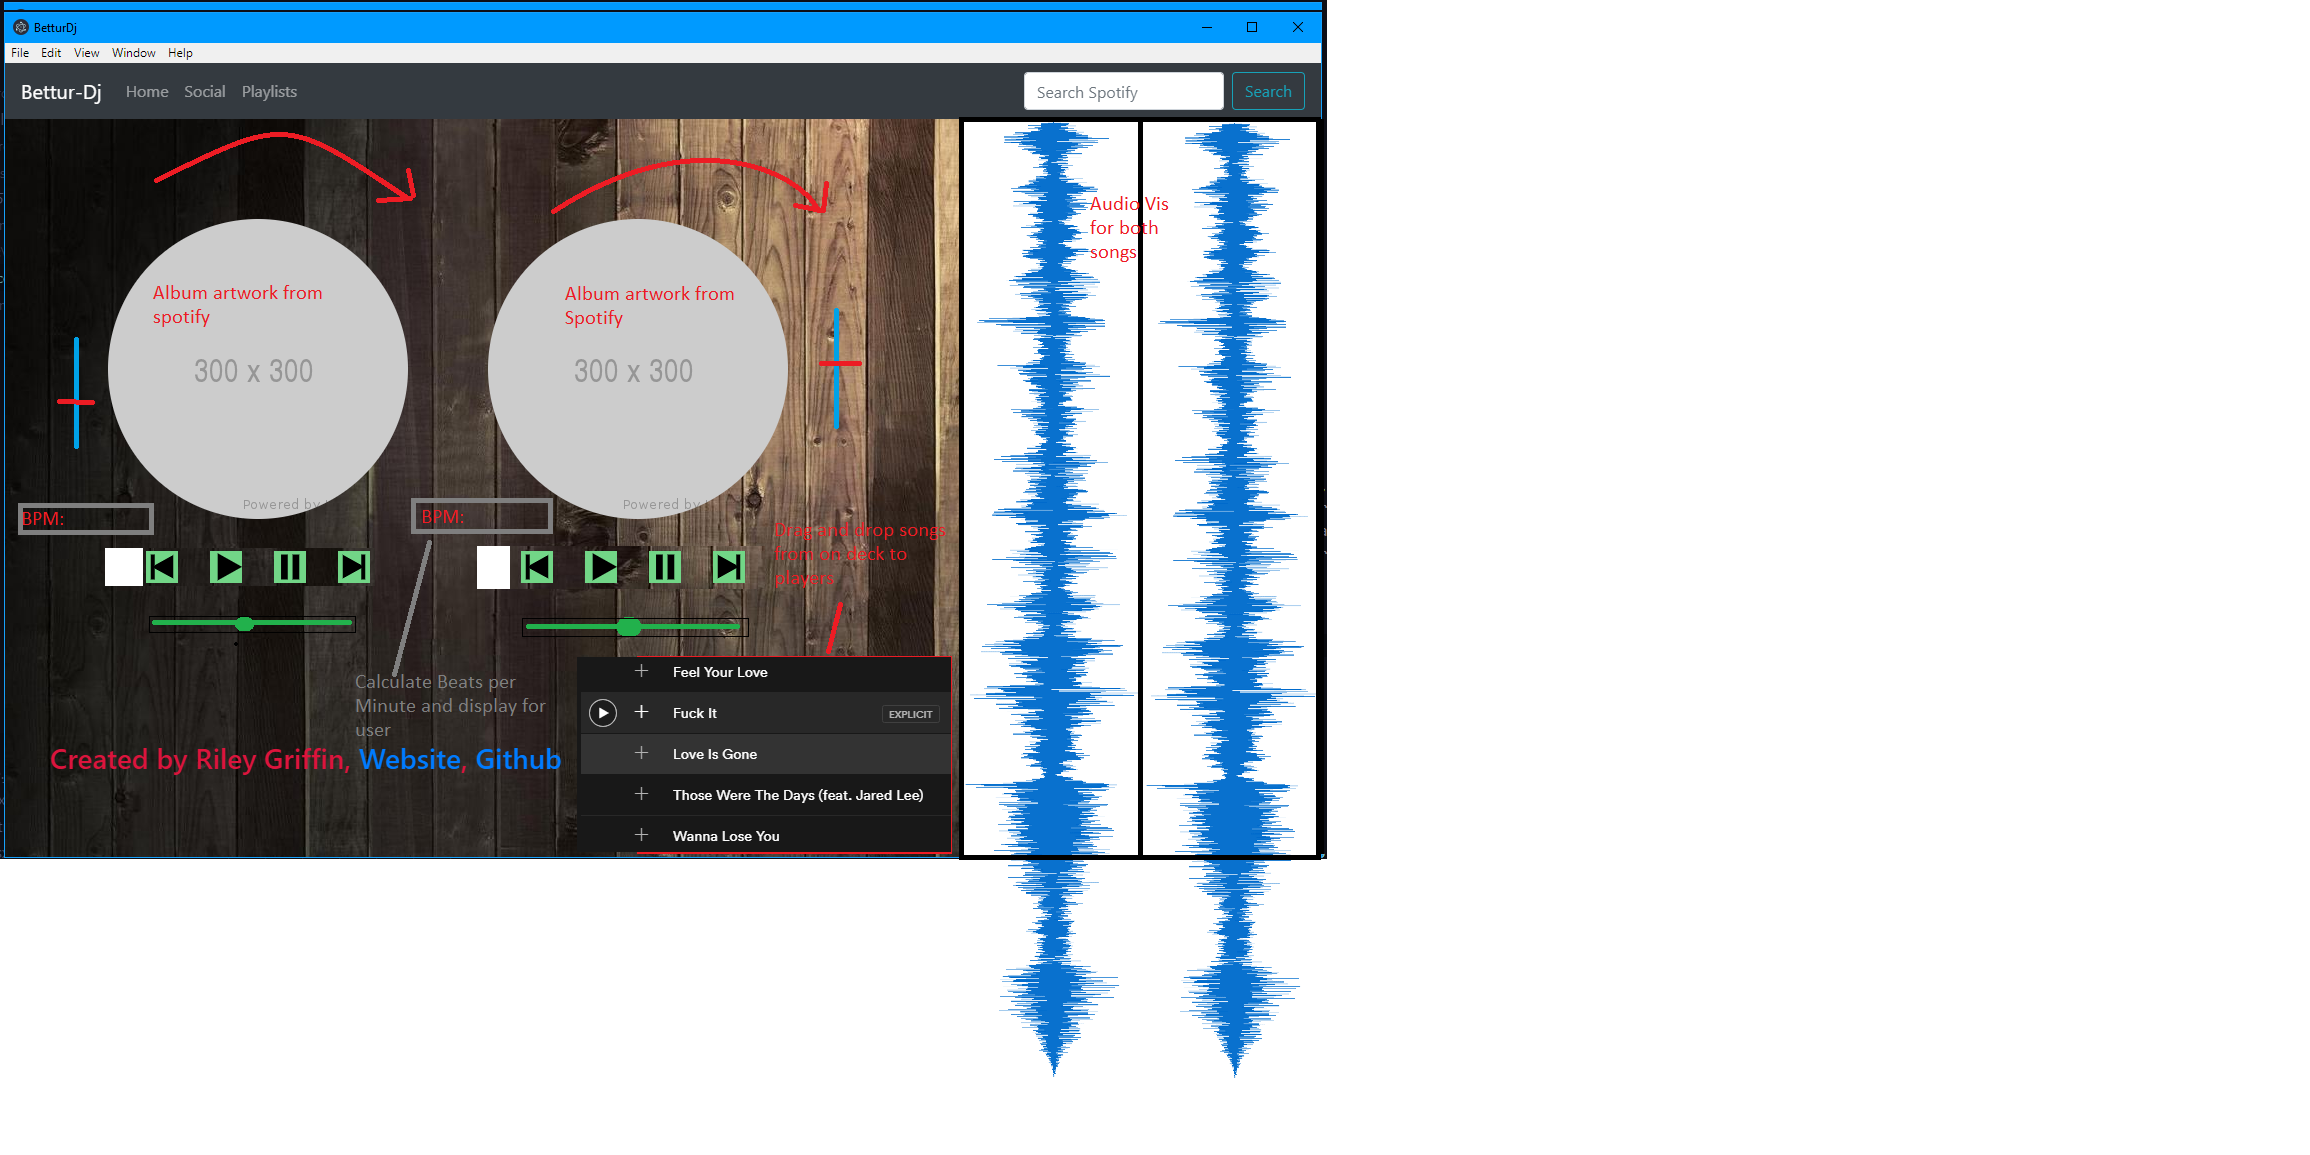 BetturDj
File Edit View Window Help
Bettur-Dj Home Social Playlists Search Spotify Search
Audio Vis
for both
songs
Album artwork from
spotify
300 x 300
Powered by
Album artwork from
Spotify
300 x 300
Powered by
BPM:
BPM:
Drag and drop songs
from on deck to
players
Calculate Beats per
Minute and display for
user
Created by Riley Griffin, Website, Github
Feel Your Love
Fuck It EXPLICIT
Love Is Gone
Those Were The Days (feat. Jared Lee)
Wanna Lose You